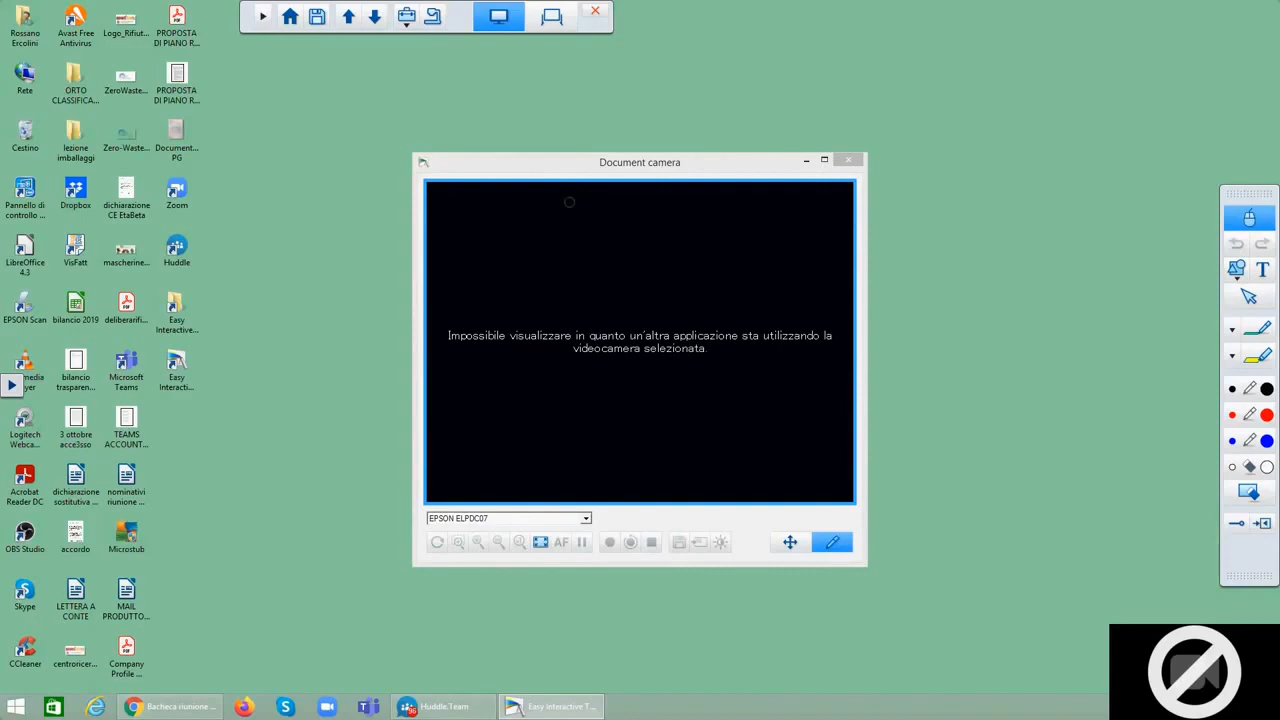 Rossano
Ercolini
Avast Free
Antivirus
Logo_Rifiut...
PROPOSTA
DI PIANO R...
Rete
ORTO
CLASSIFICA...
ZeroWaste...
PROPOSTA
DI PIANO R...
Cestino
lezione
imballaggi
Zero-Waste...
Document...
PG
Pannello di
controllo ...
Dropbox
dichiarazione
CE EtaBeta
Zoom
LibreOffice
4.3
VisFatt
mascherine...
Huddle
EPSON Scan
bilancio 2019
deliberarifi...
Easy
Interactive...
media
yer
bilancio
trasparen...
Microsoft
Teams
Easy
Interacti...
Logitech
Webca...
3 ottobre
acce3sso
TEAMS
ACCOUNT...
Acrobat
Reader DC
dichiarazione
sostitutiva ...
nominativi
riunione ...
OBS Studio
accordo
Microstub
Skype
LETTERA A
CONTE
MAIL
PRODUTTO...
CCleaner
centroricer...
Company
Profile ...
Document camera
Impossibile visualizzare in quanto un'altra applicazione sta utilizzando la
videocamera selezionata.
EPSON ELPDC07
AF
T
Bacheca riunione ...
Huddle.Team
Easy Interactive T...